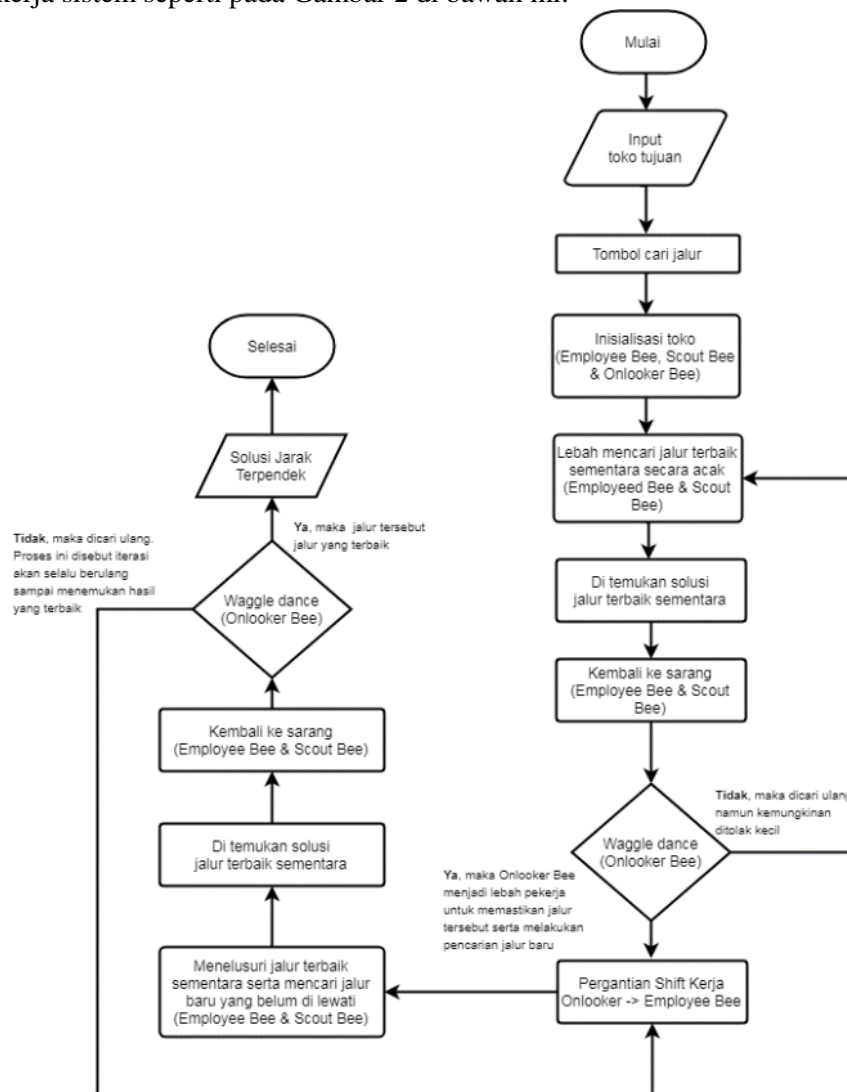 kerja sistem seperti pada Gambar 2 di bawah ini.
Mulai
Input
toko tujuan
Tombol cari jalur
Inisialisasi toko
(Employee Bee, Scout Bee
& Onlooker Bee)
Lebah mencari jalur terbaik
sementara secara acak
(Employeed Bee & Scout
Bee)
Di temukan solusi
jalur terbaik sementara
Kembali ke sarang
(Employee Bee & Scout
Bee)
Waggle dance
(Onlooker Bee)
Tidak, maka dicari ulang
namun kemungkinan
ditolak kecil
Ya, maka Onlooker Bee
menjadi lebah pekerja
untuk memastikan jalur
tersebut serta melakukan
pencarian jalur baru
Pergantian Shift Kerja
Onlooker -> Employee Bee
Menelusuri jalur terbaik
sementara serta mencari jalur
baru yang belum di lewati
(Employee Bee & Scout Bee)
Di temukan solusi
jalur terbaik sementara
Kembali ke sarang
(Employee Bee & Scout Bee)
Waggle dance
(Onlooker Bee)
Tidak, maka dicari ulang.
Proses ini disebut iterasi
akan selalu berulang
sampai menemukan hasil
yang terbaik
Ya, maka jalur tersebut
jalur yang terbaik
Solusi Jarak
Terpendek
Selesai